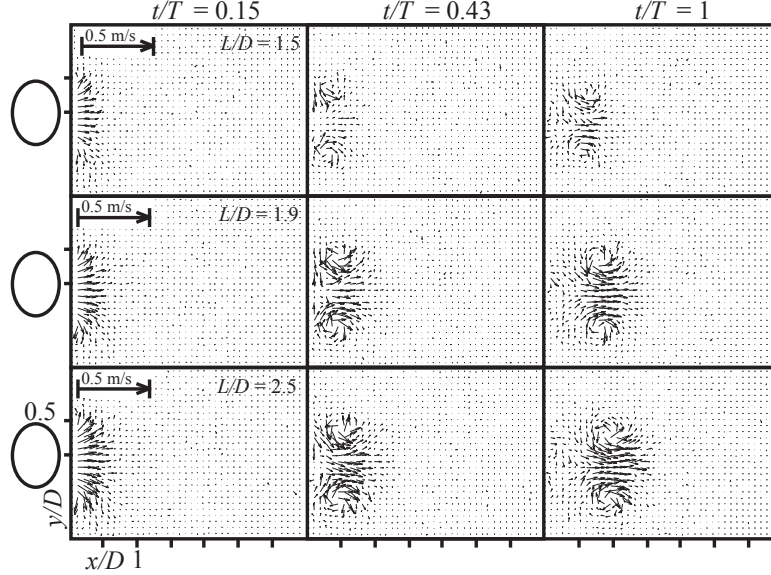 t/T = 0.15 t/T = 0.43 t/T = 1
0.5 m/s L/D = 1.5
0.5 m/s L/D = 1.9
0.5 m/s L/D = 2.5
0.5
y/D
x/D 1